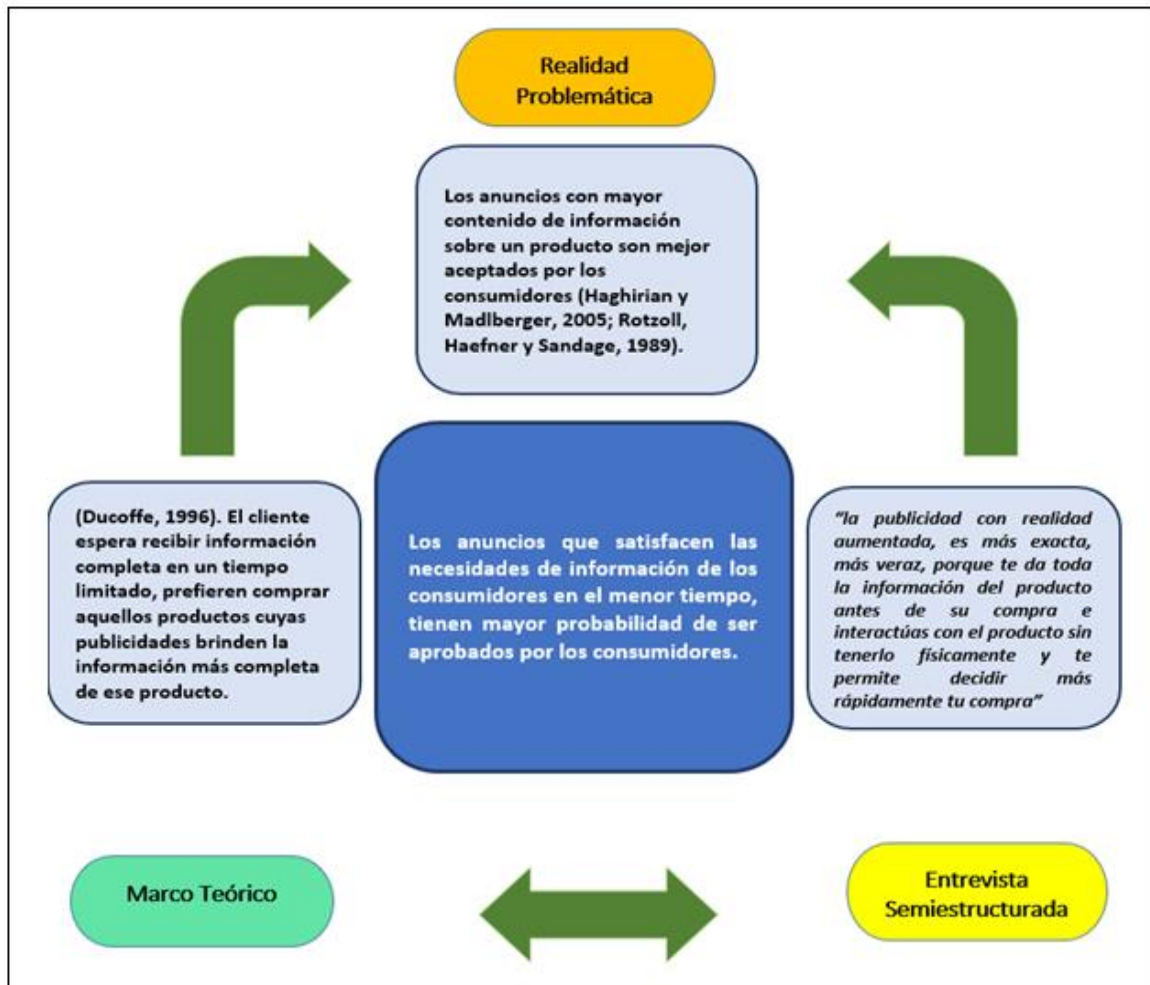 Realidad
Problemática
Los anuncios con mayor
contenido de información
sobre un producto son mejor
aceptados por los
consumidores (Haghirian y
Madlberger, 2005; Rotzoll,
Haefner y Sandage, 1989).
(Ducoffe, 1996). El cliente
espera recibir información
completa en un tiempo
limitado, prefieren comprar
aquellos productos cuyas
publicidades brinden la
información más completa
de ese producto.
Los anuncios que satisfacen las
necesidades de información de los
consumidores en el menor tiempo,
tienen mayor probabilidad de ser
aprobados por los consumidores.
“la publicidad con realidad
aumentada, es más exacta,
más veraz, porque te da toda
la información del producto
antes de su compra e
interactúas con el producto sin
tenerlo físicamente y te
permite decidir más
rápidamente tu compra”
Marco Teórico
Entrevista
Semiestructurada